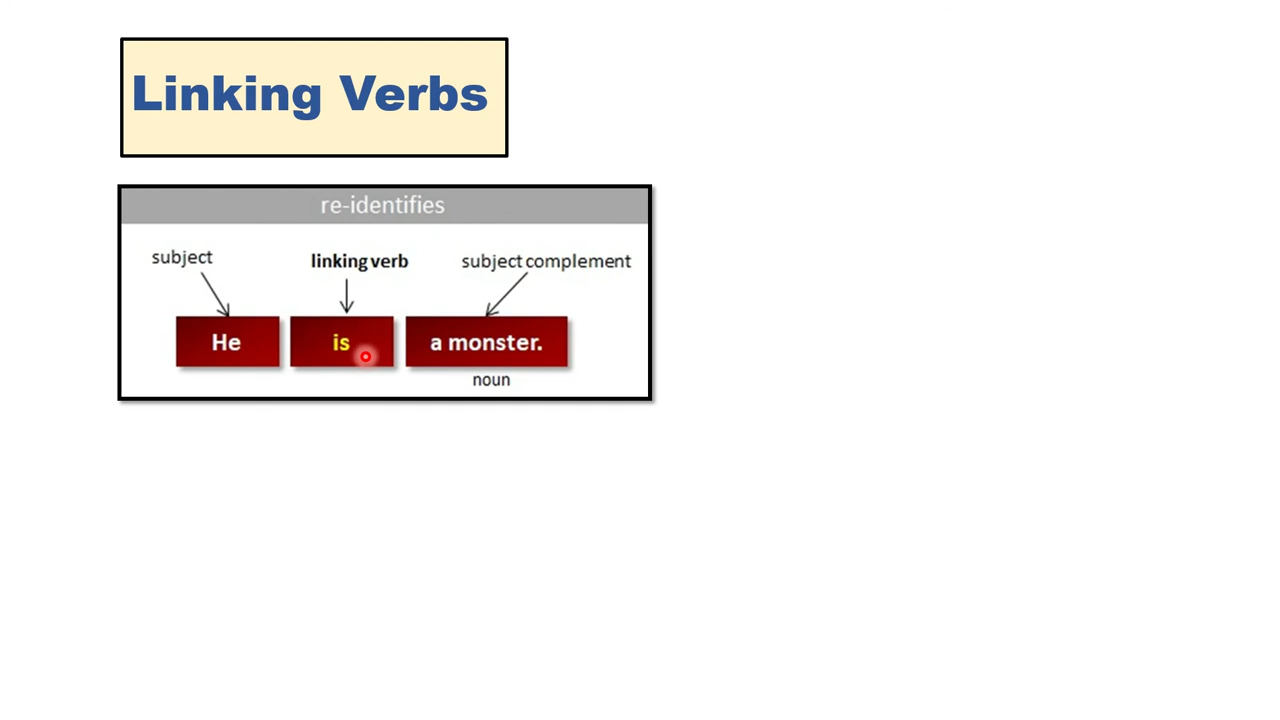 Linking Verbs
re-identifies
subject linking verb subject complement
He is a monster.
noun